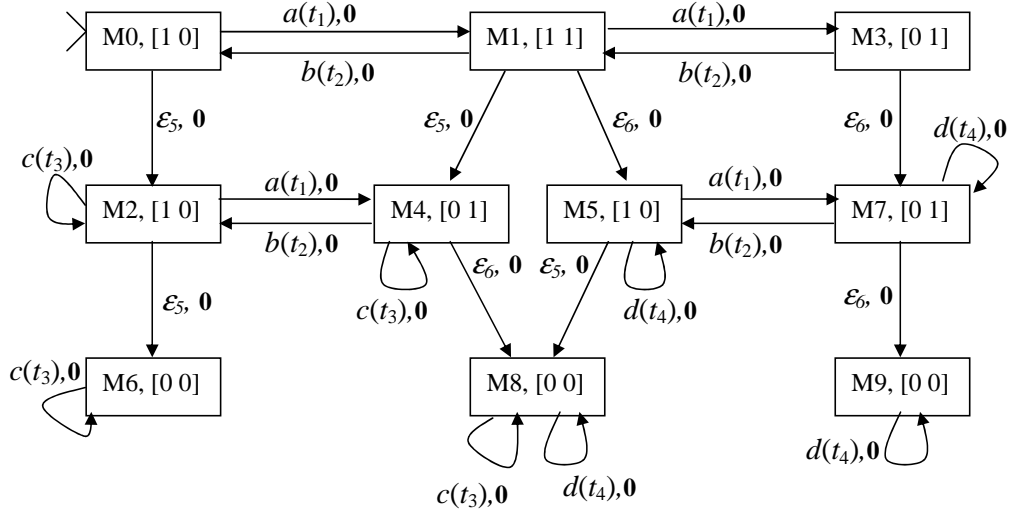 a(t₁),0
a(t₁),0
M0, [1 0]
M1, [1 1]
M3, [0 1]
b(t₂),0
b(t₂),0
ε₅, 0
ε₅, 0
ε₆, 0
ε₆, 0
d(t₄),0
c(t₃),0
a(t₁),0
a(t₁),0
M2, [1 0]
M4, [0 1]
M5, [1 0]
M7, [0 1]
b(t₂),0
b(t₂),0
ε₆, 0
ε₅, 0
ε₅, 0
c(t₃),0
d(t₄),0
ε₆, 0
c(t₃),0
M6, [0 0]
M8, [0 0]
M9, [0 0]
d(t₄),0
c(t₃),0
d(t₄),0